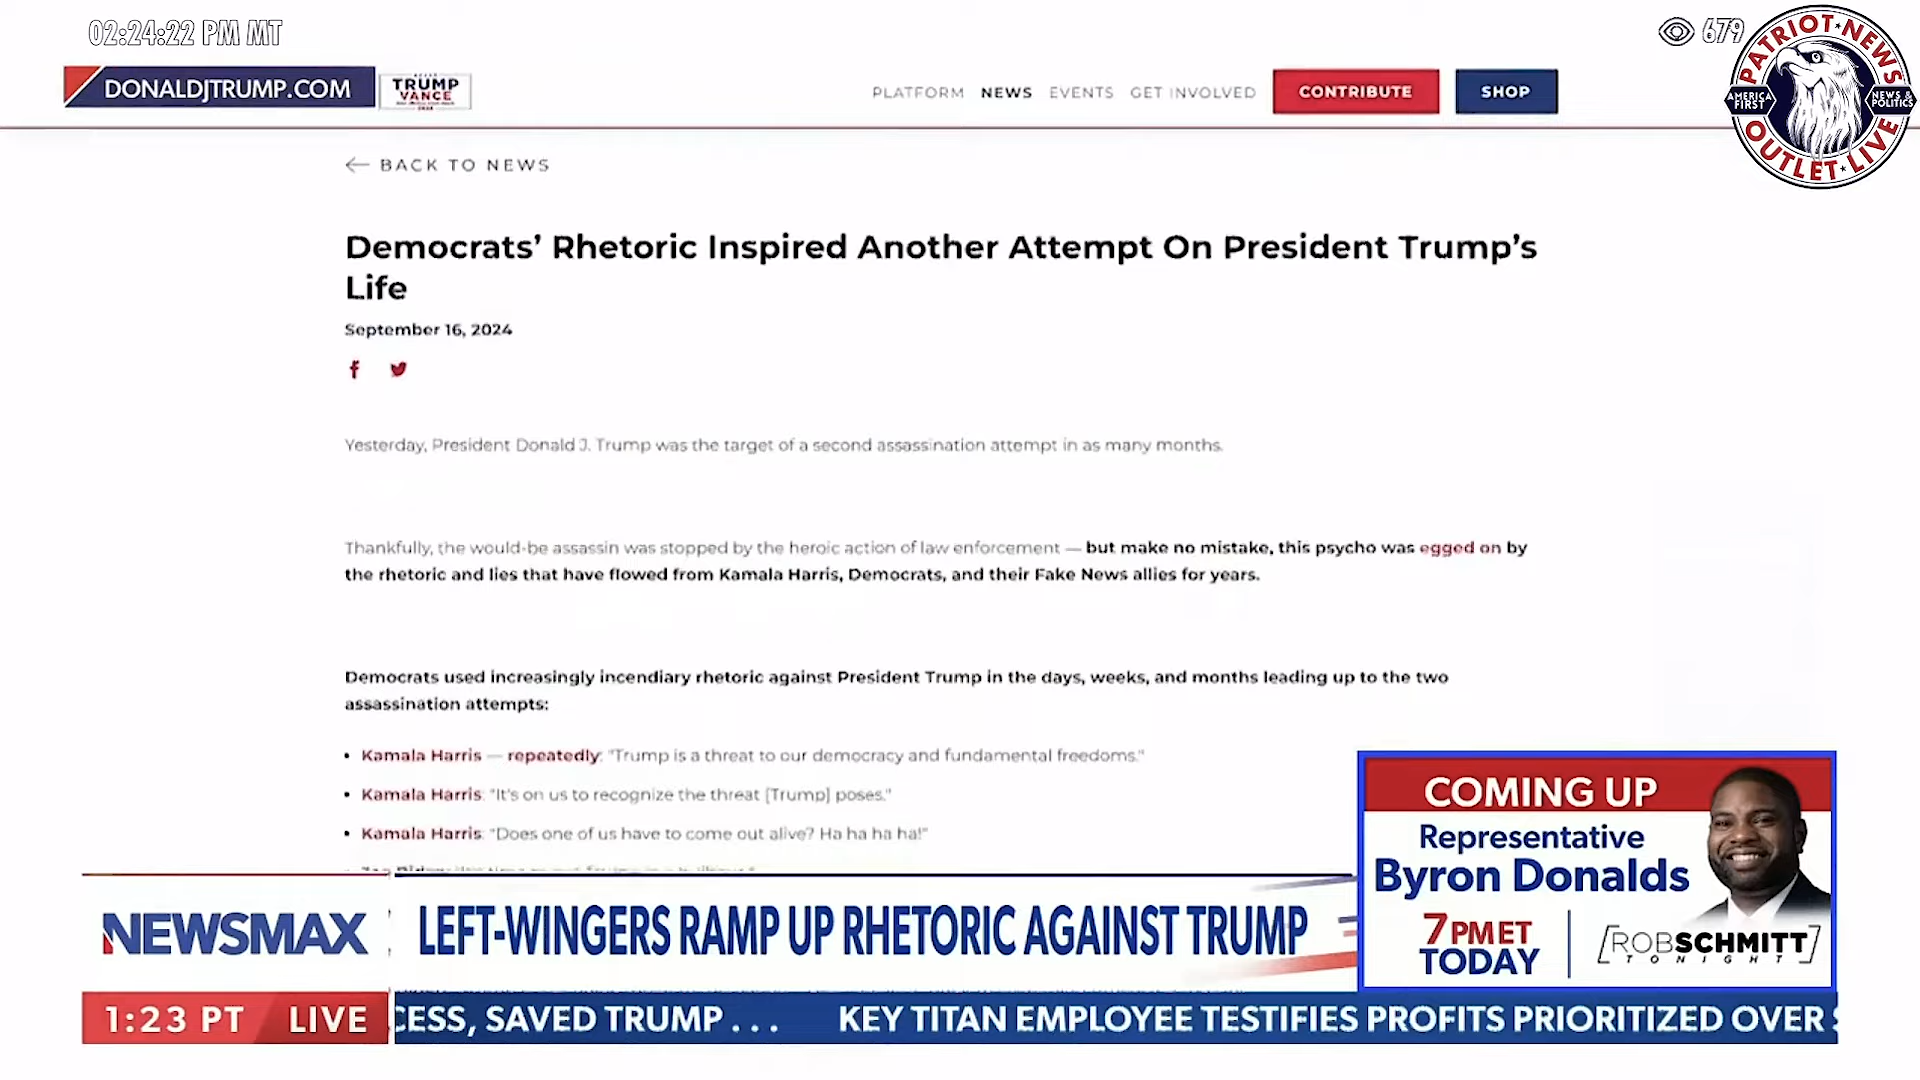 02:24:22 PM MT
679
PATRIOT NEWS OUTLET LIVE
AMERICA FIRST
NEWS & POLITICS
DONALDJTRUMP.COM
TRUMP
VANCE
PLATFORM NEWS EVENTS GET INVOLVED CONTRIBUTE SHOP
← BACK TO NEWS
Democrats’ Rhetoric Inspired Another Attempt On President Trump’s
Life
September 16, 2024
Yesterday, President Donald J. Trump was the target of a second assassination attempt in as many months.
Thankfully, the would-be assassin was stopped by the heroic action of law enforcement — but make no mistake, this psycho was egged on by
the rhetoric and lies that have flowed from Kamala Harris, Democrats, and their Fake News allies for years.
Democrats used increasingly incendiary rhetoric against President Trump in the days, weeks, and months leading up to the two
assassination attempts:
• Kamala Harris — repeatedly: "Trump is a threat to our democracy and fundamental freedoms."
• Kamala Harris: "It's on us to recognize the threat [Trump] poses."
• Kamala Harris: "Does one of us have to come out alive? Ha ha ha ha!"
COMING UP
Representative
Byron Donalds
7PM ET
TODAY
[ROBSCHMITT]
TONIGHT
NEWSMAX
LEFT-WINGERS RAMP UP RHETORIC AGAINST TRUMP
1:23 PT LIVE
CESS, SAVED TRUMP . . . KEY TITAN EMPLOYEE TESTIFIES PROFITS PRIORITIZED OVER